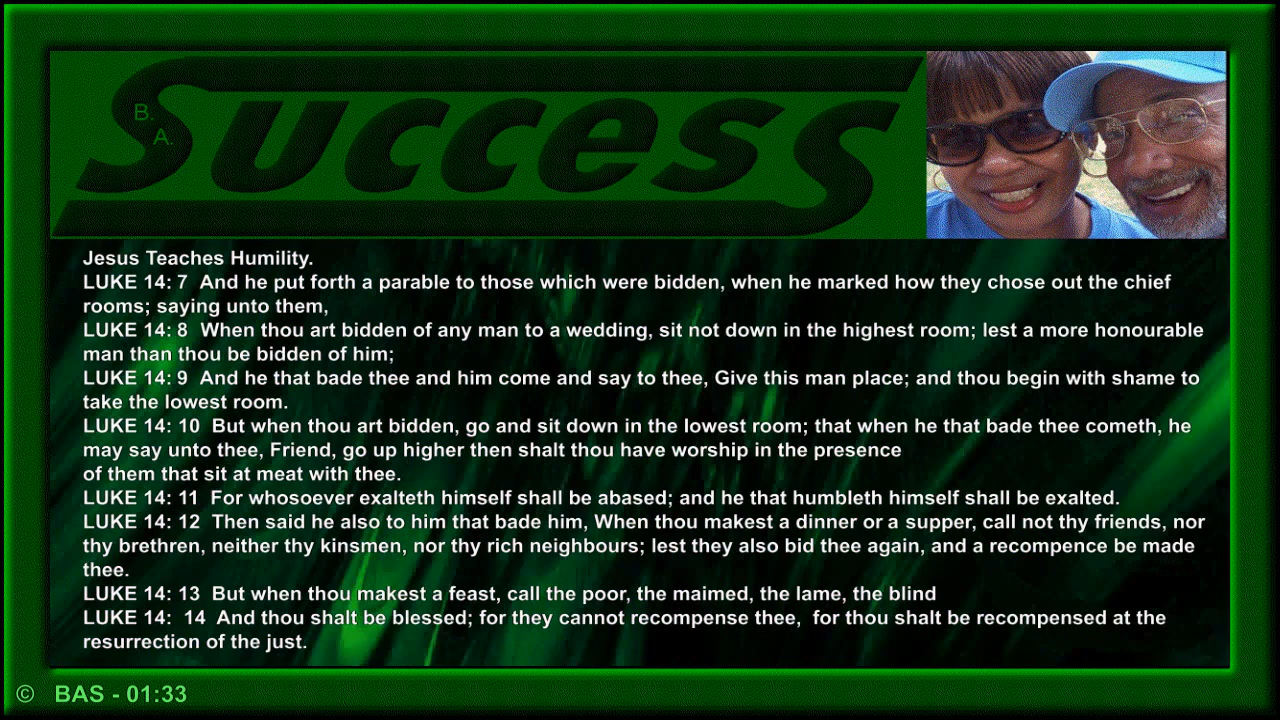 B.
A.
Success
Jesus Teaches Humility.
LUKE 14: 7  And he put forth a parable to those which were bidden, when he marked how they chose out the chief
rooms; saying unto them,
LUKE 14: 8  When thou art bidden of any man to a wedding, sit not down in the highest room; lest a more honourable
man than thou be bidden of him;
LUKE 14: 9  And he that bade thee and him come and say to thee, Give this man place; and thou begin with shame to
take the lowest room.
LUKE 14: 10  But when thou art bidden, go and sit down in the lowest room; that when he that bade thee cometh, he
may say unto thee, Friend, go up higher then shalt thou have worship in the presence
of them that sit at meat with thee.
LUKE 14: 11  For whosoever exalteth himself shall be abased; and he that humbleth himself shall be exalted.
LUKE 14: 12  Then said he also to him that bade him, When thou makest a dinner or a supper, call not thy friends, nor
thy brethren, neither thy kinsmen, nor thy rich neighbours; lest they also bid thee again, and a recompence be made
thee.
LUKE 14: 13  But when thou makest a feast, call the poor, the maimed, the lame, the blind
LUKE 14:  14  And thou shalt be blessed; for they cannot recompense thee,  for thou shalt be recompensed at the
resurrection of the just.
©   BAS - 01:33